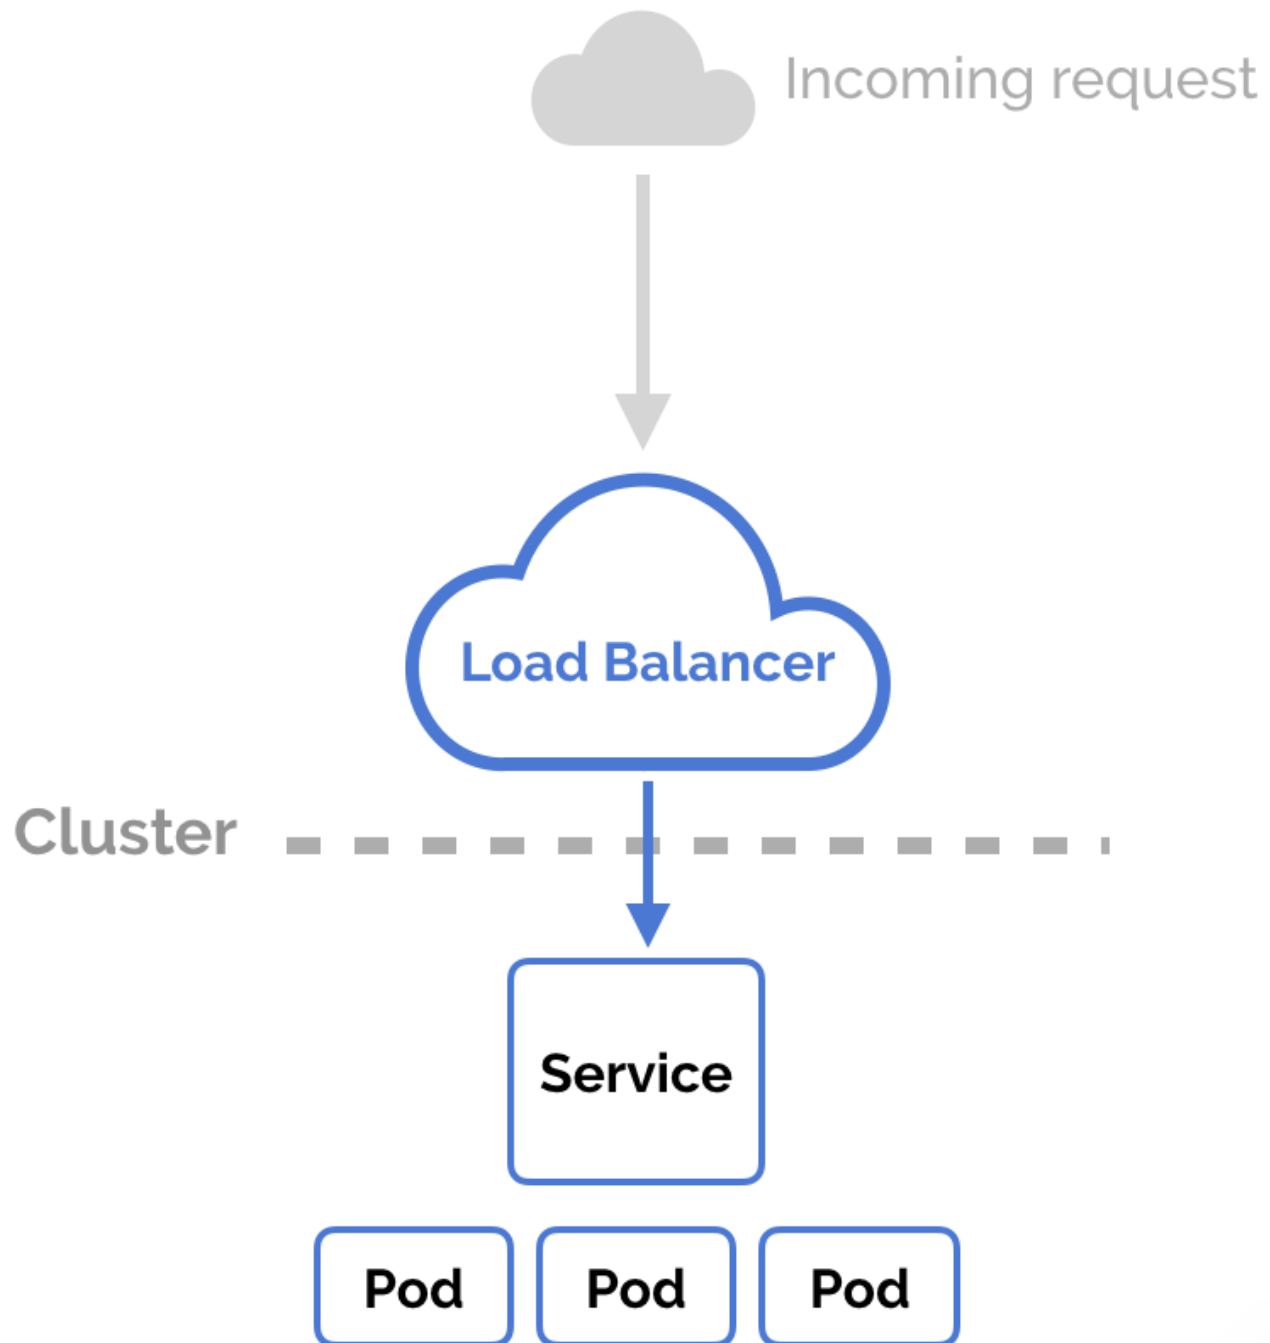 Incoming request
Load Balancer
Cluster
Service
Pod Pod Pod